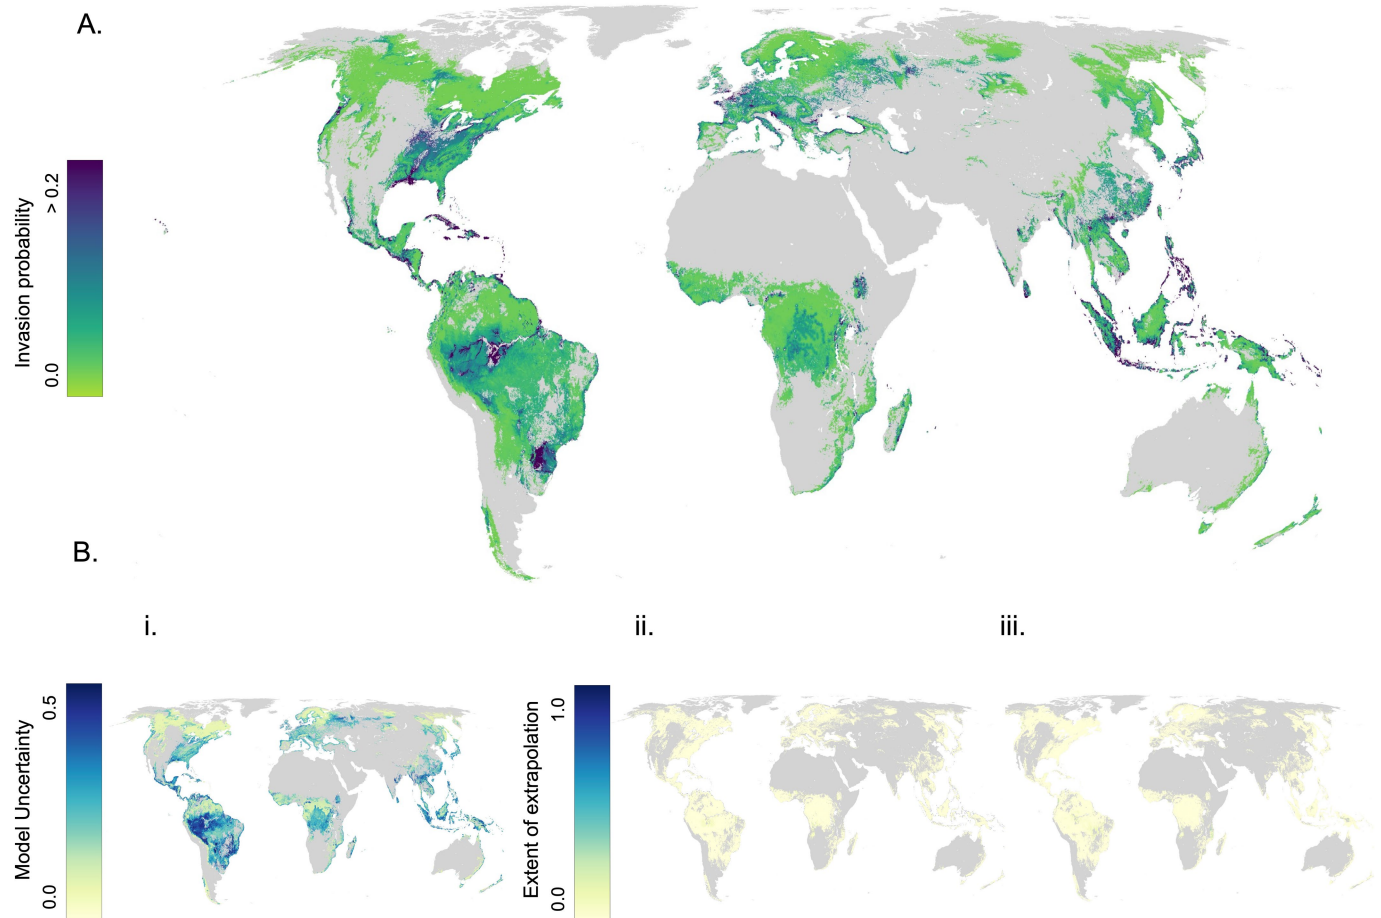 A.
Invasion probability
> 0.2
0.0
B.
i.
ii.
iii.
Model Uncertainty
0.5
0.0
Extent of extrapolation
1.0
0.0